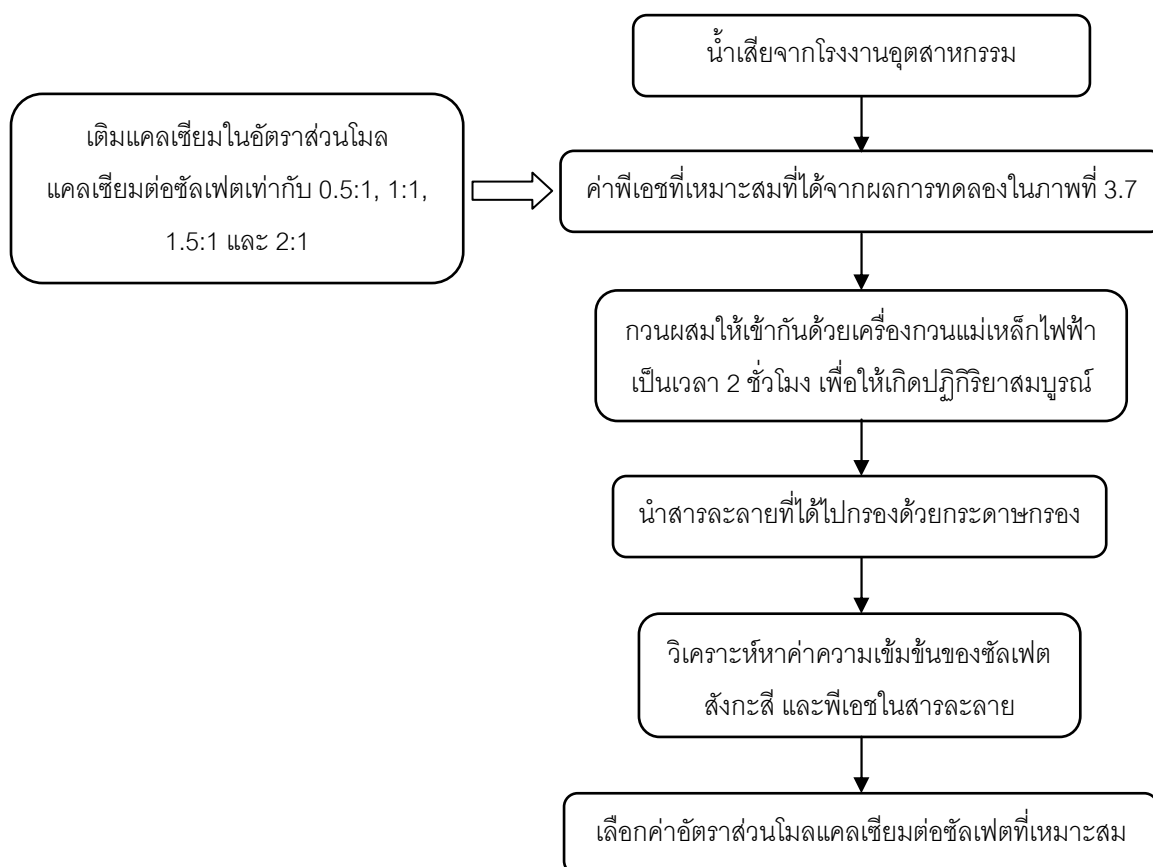 น้ำเสียจากโรงงานอุตสาหกรรม
เติมแคลเซียมในอัตราส่วนโมล
แคลเซียมต่อซัลเฟตเท่ากับ 0.5:1, 1:1,
1.5:1 และ 2:1
ค่าพีเอชที่เหมาะสมที่ได้จากผลการทดลองในภาพที่ 3.7
กวนผสมให้เข้ากันด้วยเครื่องกวนแม่เหล็กไฟฟ้า
เป็นเวลา 2 ชั่วโมง เพื่อให้เกิดปฏิกิริยาสมบูรณ์
นำสารละลายที่ได้ไปกรองด้วยกระดาษกรอง
วิเคราะห์หาค่าความเข้มข้นของซัลเฟต
สังกะสี และพีเอชในสารละลาย
เลือกค่าอัตราส่วนโมลแคลเซียมต่อซัลเฟตที่เหมาะสม